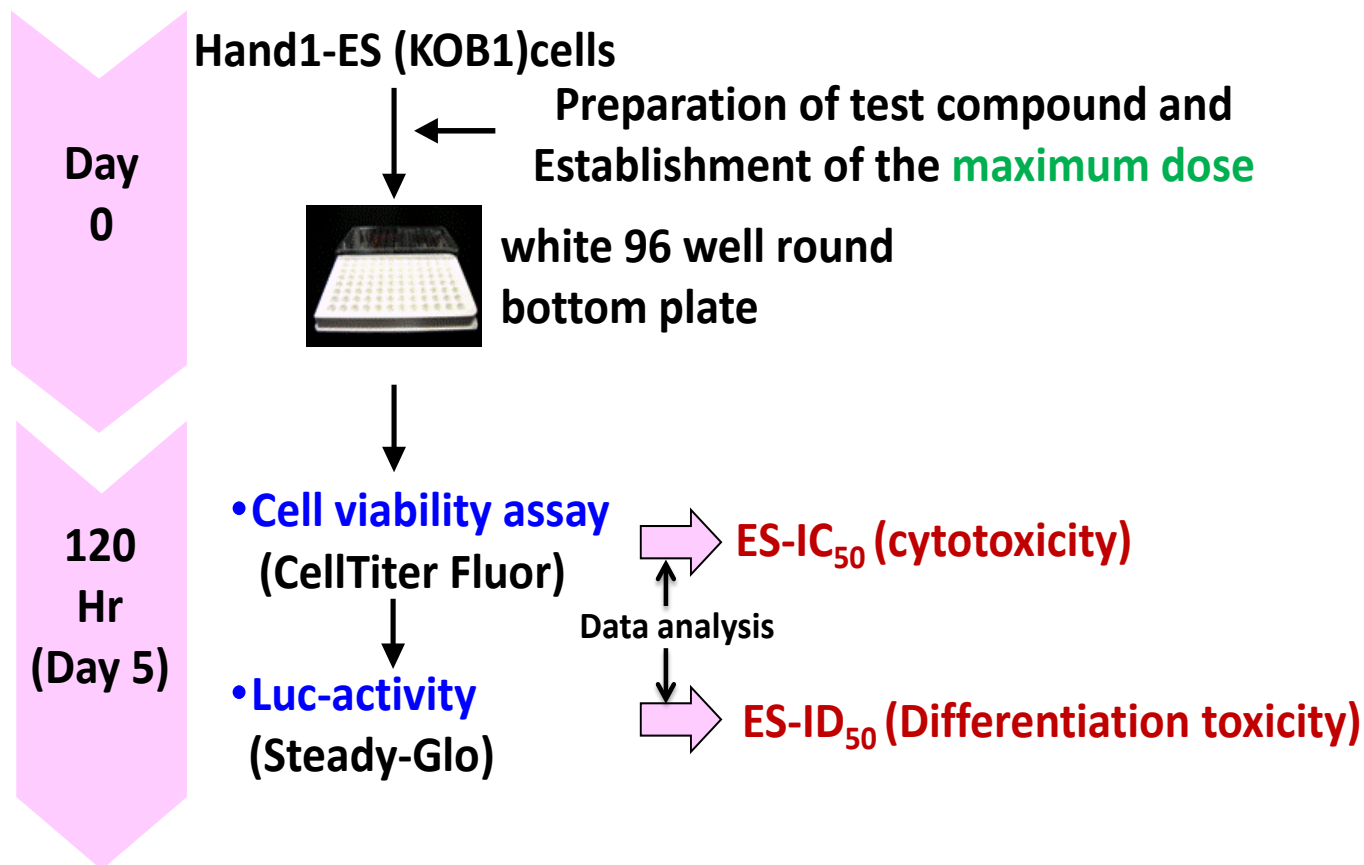 Hand1-ES (KOB1)cells
Preparation of test compound and
Establishment of the maximum dose
Day
0
white 96 well round
bottom plate
120
Hr
(Day 5)
•Cell viability assay
(CellTiter Fluor)
ES-IC50 (cytotoxicity)
Data analysis
•Luc-activity
(Steady-Glo)
ES-ID50 (Differentiation toxicity)